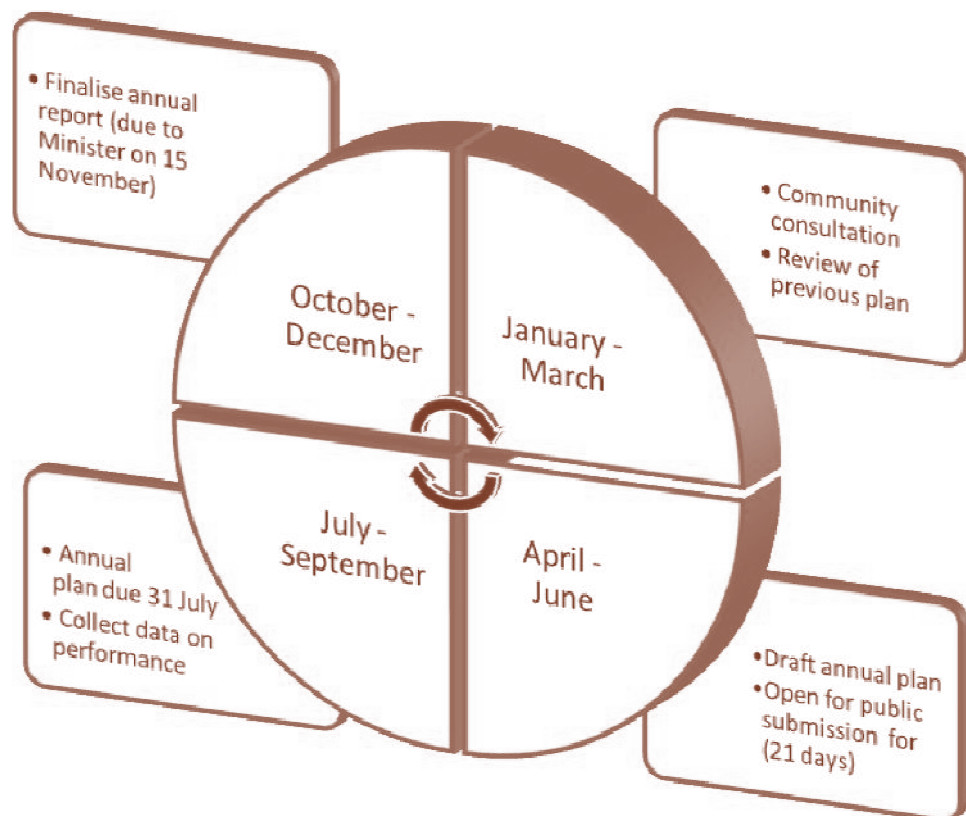 • Finalise annual
report (due to
Minister on 15
November)
• Community
consultation
• Review of
previous plan
October -
December
January -
March
July -
September
April -
June
• Annual
plan due 31 July
• Collect data on
performance
•Draft annual plan
•Open for public
submission for
(21 days)